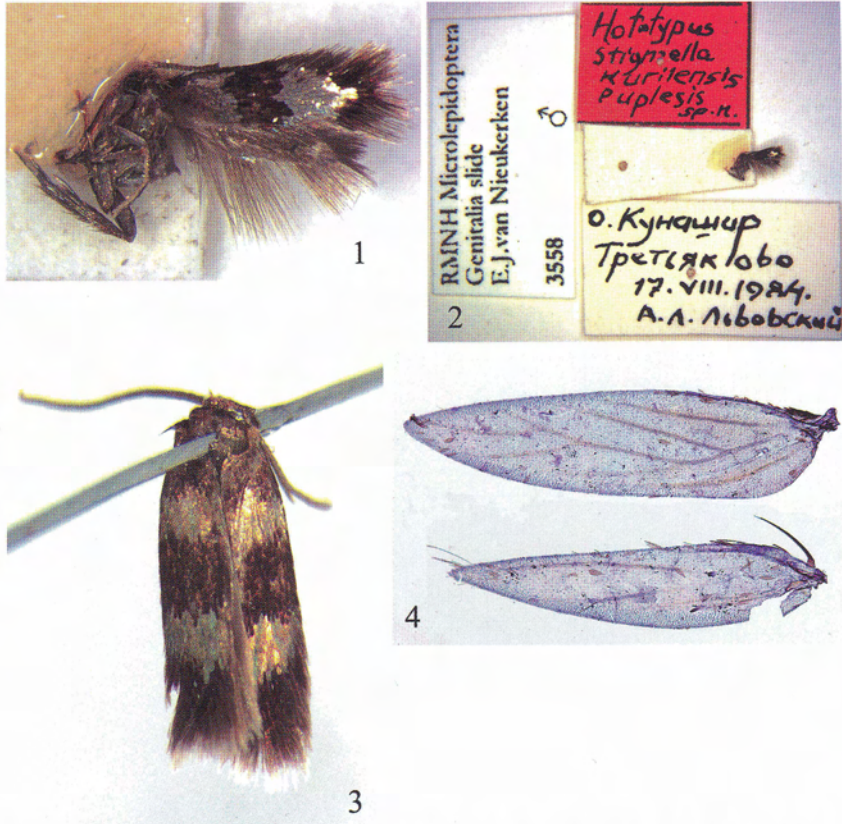 1
RMNH Microlepidoptera
Genitalia slide
E.J.van Nieukerken
3558 ♂
Hototypus
Stigmella
Kurilensis
Puplesis
sp.n.
О. Кунашир
Третьяково
17.VIII.1984.
А.Л. Львовский
2
3
4